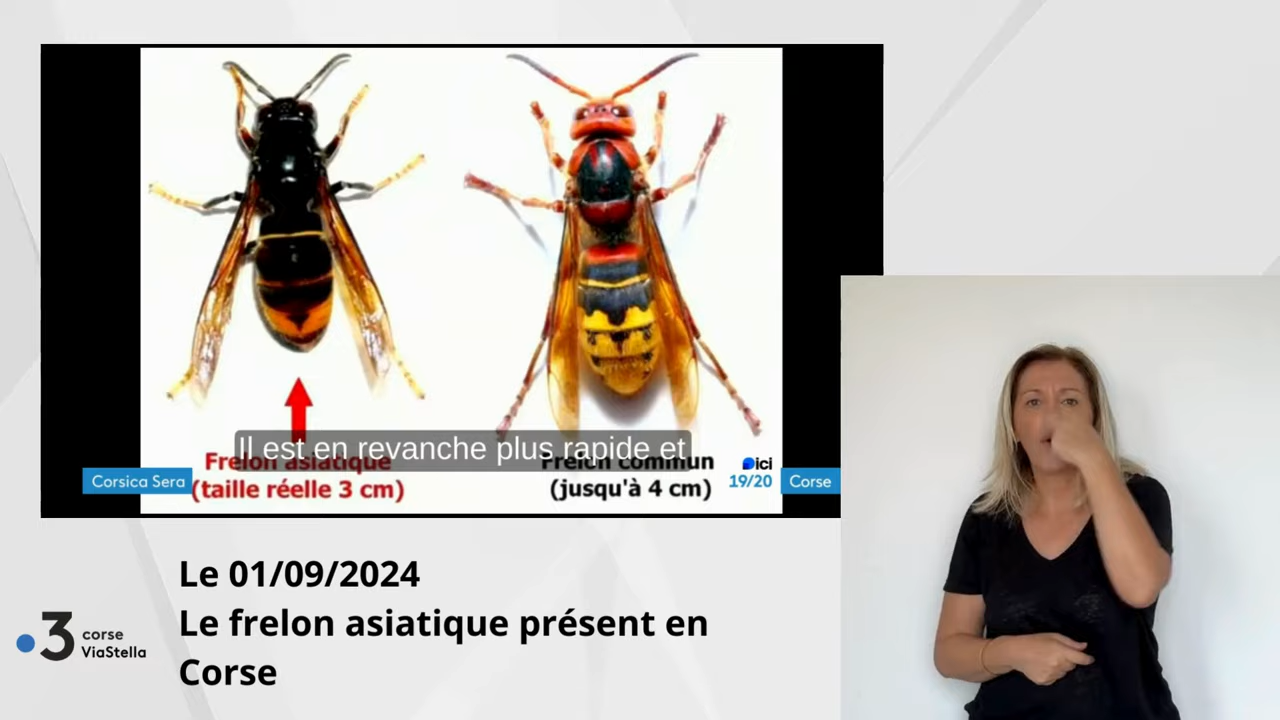 Il est en revanche plus rapide et
Frelon asiatique
(taille réelle 3 cm)
Frelon commun
(jusqu'à 4 cm)
Corsica Sera
ici
19/20
Corse
Le 01/09/2024
Le frelon asiatique présent en
Corse
3 corse
ViaStella